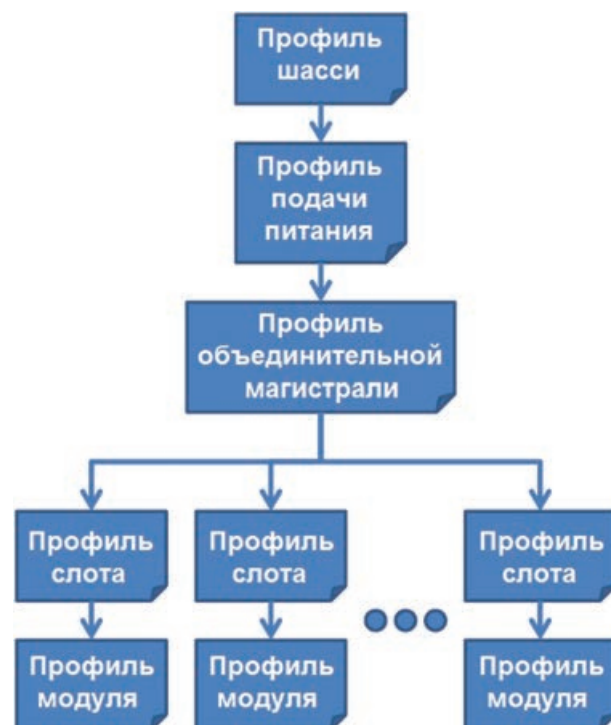 Профиль
шасси
Профиль
подачи
питания
Профиль
объединительной
магистрали
Профиль
слота
Профиль
слота
Профиль
слота
Профиль
модуля
Профиль
модуля
Профиль
модуля